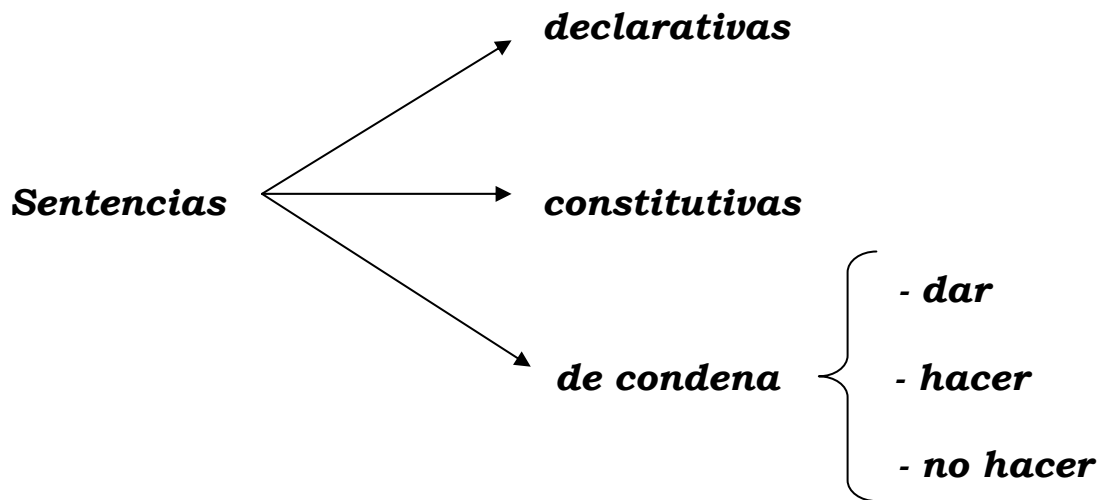 declarativas
Sentencias
constitutivas
- dar
de condena
- hacer
- no hacer